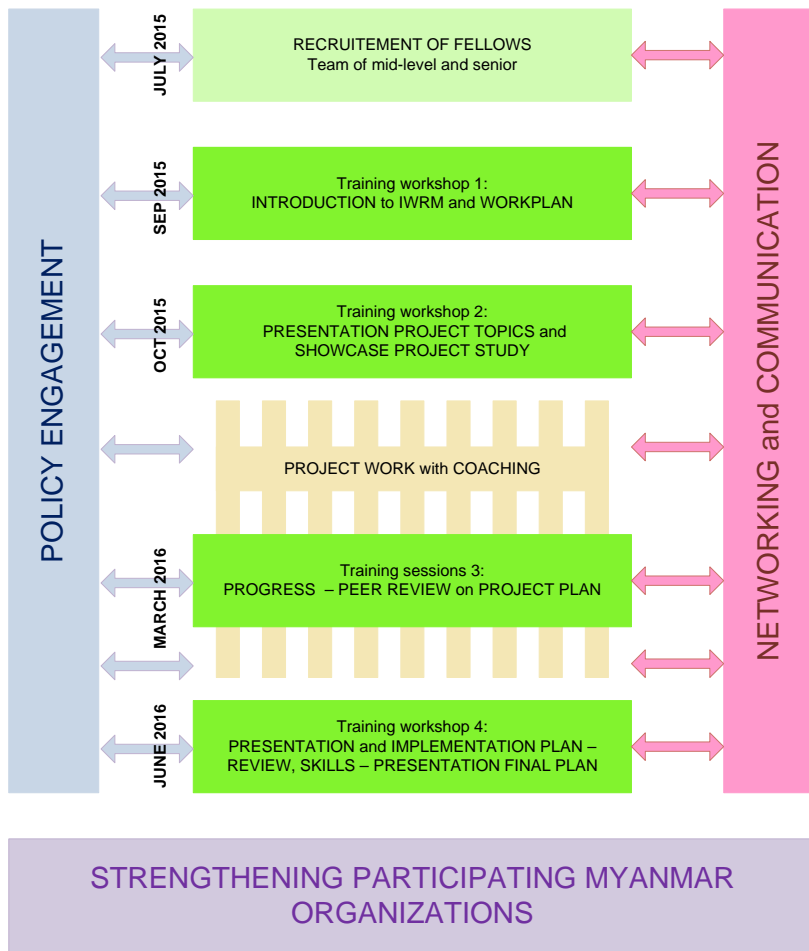 POLICY ENGAGEMENT
JULY 2015
RECRUITEMENT OF FELLOWS
Team of mid-level and senior
SEP 2015
Training workshop 1:
INTRODUCTION to IWRM and WORKPLAN
OCT 2015
Training workshop 2:
PRESENTATION PROJECT TOPICS and
SHOWCASE PROJECT STUDY
PROJECT WORK with COACHING
MARCH 2016
Training sessions 3:
PROGRESS – PEER REVIEW on PROJECT PLAN
JUNE 2016
Training workshop 4:
PRESENTATION and IMPLEMENTATION PLAN –
REVIEW, SKILLS – PRESENTATION FINAL PLAN
NETWORKING and COMMUNICATION
STRENGTHENING PARTICIPATING MYANMAR
ORGANIZATIONS